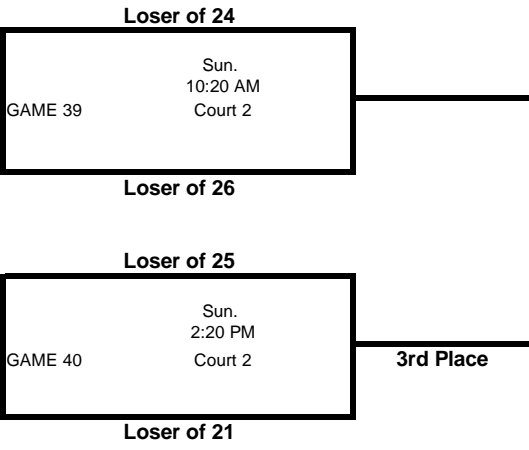 Loser of 24
Sun.
10:20 AM
GAME 39 Court 2
Loser of 26
Loser of 25
Sun.
2:20 PM
GAME 40 Court 2 3rd Place
Loser of 21